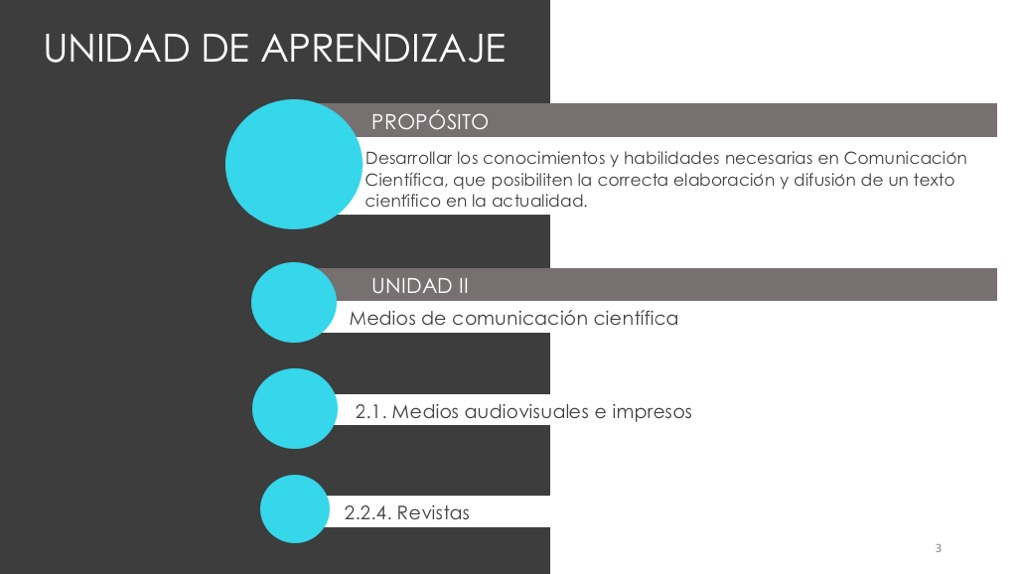 UNIDAD DE APRENDIZAJE
PROPÓSITO
Desarrollar los conocimientos y habilidades necesarias en Comunicación
Científica, que posibiliten la correcta elaboración y difusión de un texto
científico en la actualidad.
UNIDAD II
Medios de comunicación científica
2.1. Medios audiovisuales e impresos
2.2.4. Revistas
3